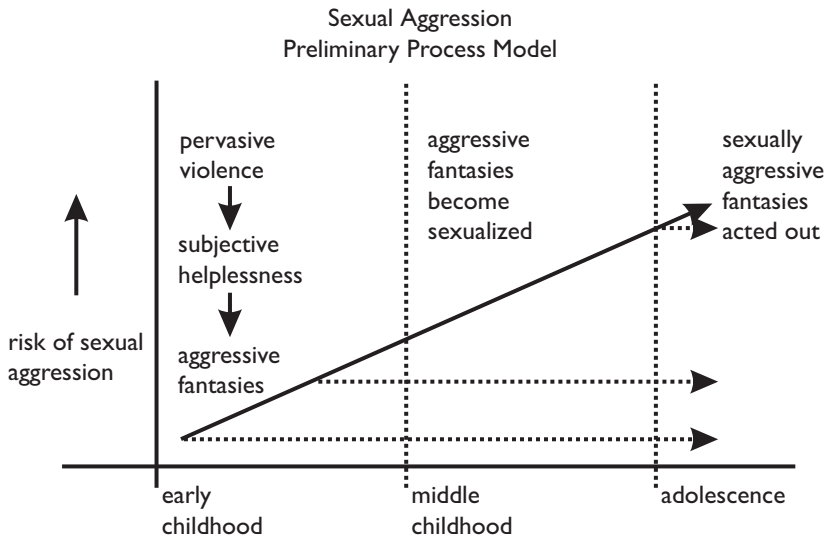 Sexual Aggression
Preliminary Process Model
pervasive
violence
subjective
helplessness
aggressive
fantasies
aggressive
fantasies
become
sexualized
sexually
aggressive
fantasies
acted out
risk of sexual
aggression
early
childhood
middle
childhood
adolescence